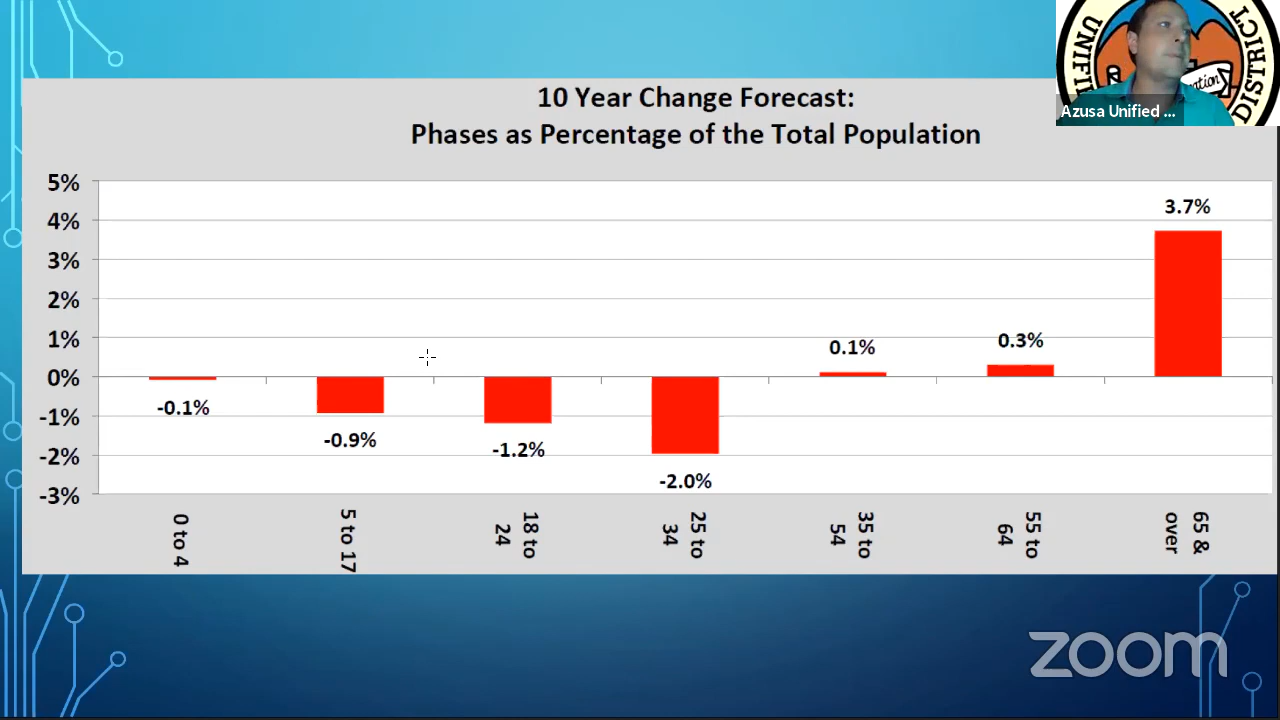 10 Year Change Forecast:
Phases as Percentage of the Total Population
UNIFI
DISTRICT
Azusa Unified ...
5%
4%
3%
2%
1%
0%
-1%
-2%
-3%
-0.1%
-0.9%
-1.2%
-2.0%
0.1%
0.3%
3.7%
0 to 4
5 to 17
18 to
24
25 to
34
35 to
54
55 to
64
65 &
over
zoom